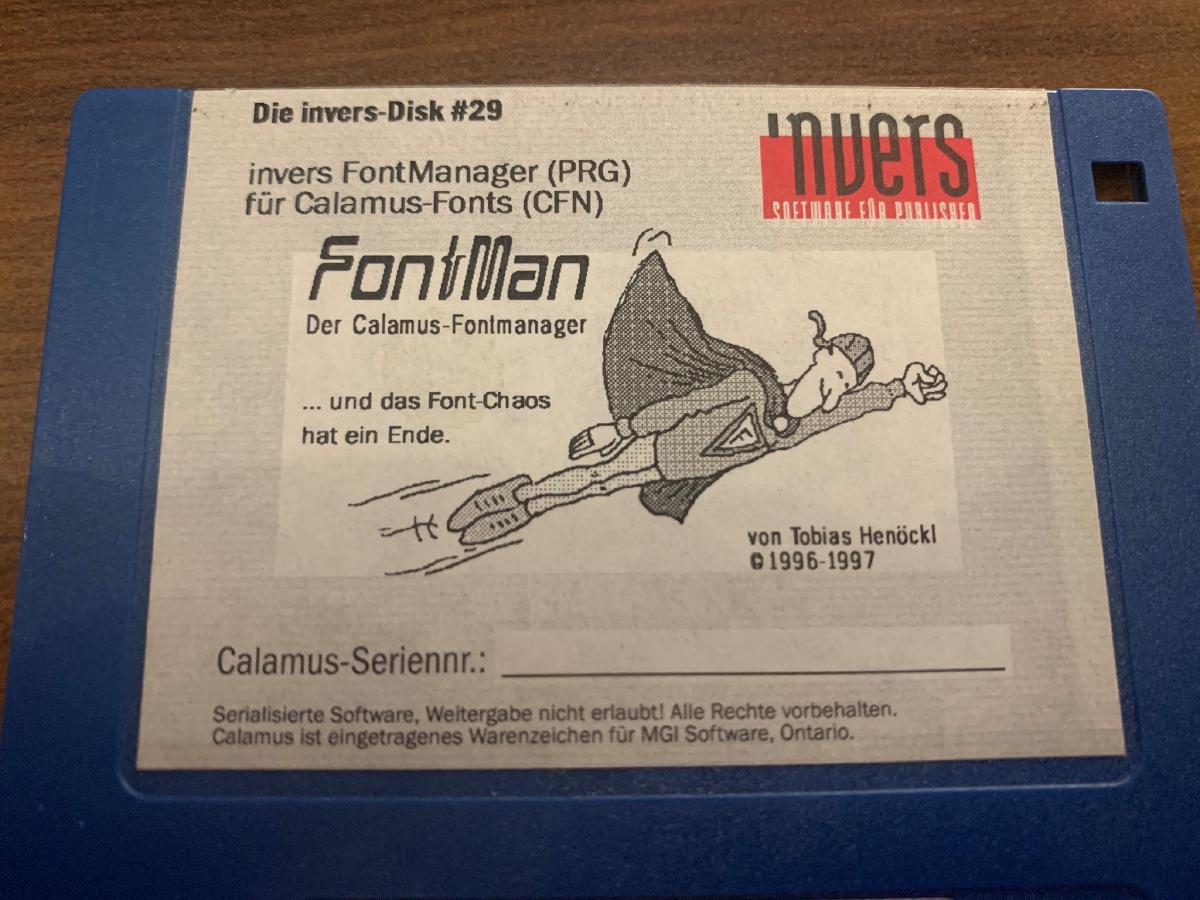 Die invers-Disk #29
invers
SOFTWARE FÜR PUBLISHER
invers FontManager (PRG)
für Calamus-Fonts (CFN)
FontMan
Der Calamus-Fontmanager
... und das Font-Chaos
hat ein Ende.
F
von Tobias Henöckl
©1996-1997
Calamus-Seriennr.:
Serialisierte Software, Weitergabe nicht erlaubt! Alle Rechte vorbehalten.
Calamus ist eingetragenes Warenzeichen für MGI Software, Ontario.